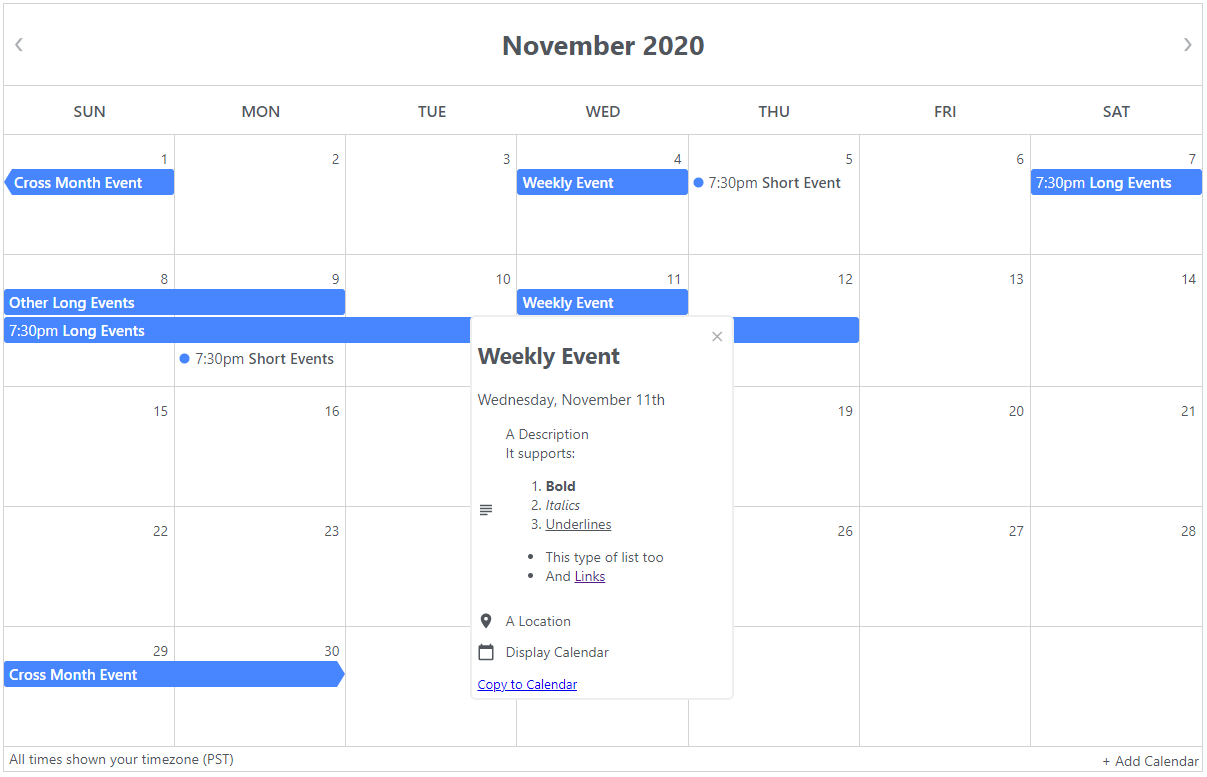 ‹ November 2020 ›
SUN MON TUE WED THU FRI SAT
1 2 3 4 5 6 7
Cross Month Event Weekly Event 7:30pm Short Event 7:30pm Long Events
8 9 10 11 12 13 14
Other Long Events Weekly Event
7:30pm Long Events
7:30pm Short Events
×
Weekly Event
Wednesday, November 11th
A Description
It supports:
1. Bold
2. Italics
3. Underlines
• This type of list too
• And Links
A Location
Display Calendar
Copy to Calendar
15 16 19 20 21
22 23 26 27 28
29 30
Cross Month Event
All times shown your timezone (PST) + Add Calendar